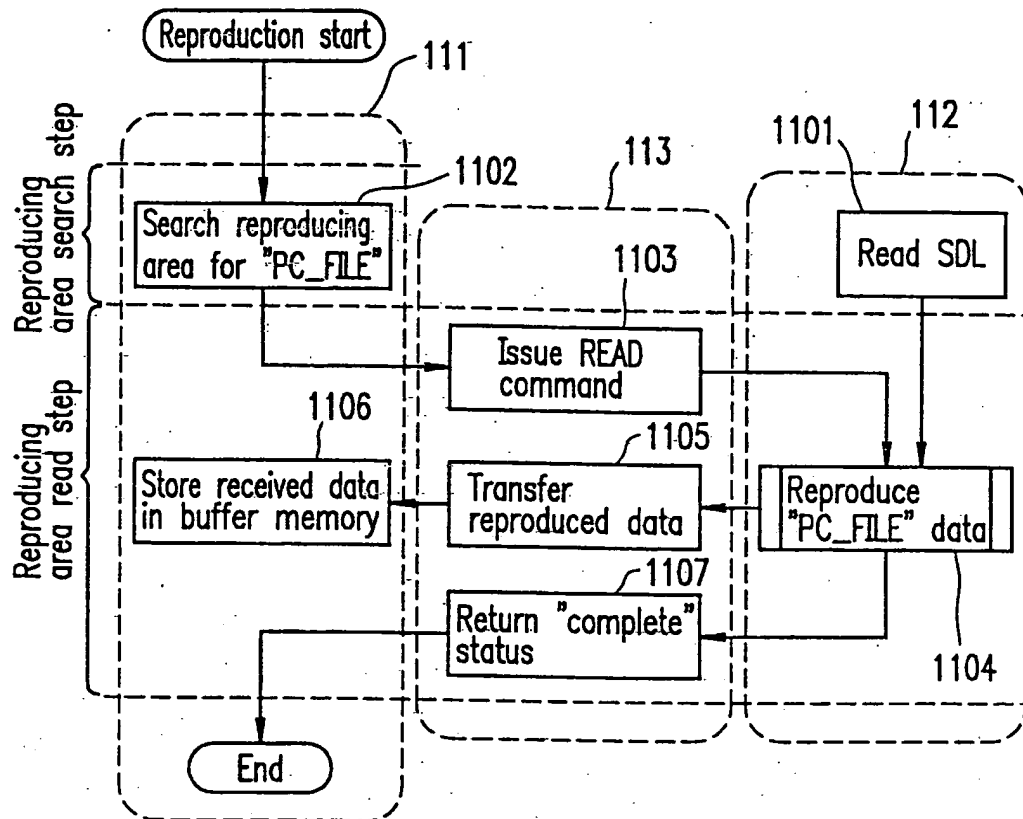 Reproduction start
111
Reproducing
area search step
1102
113
1101
112
Search reproducing
area for "PC_FILE"
Read SDL
1103
Issue READ
command
Reproducing
area read step
1106
1105
Store received data
in buffer memory
Transfer
reproduced data
Reproduce
"PC_FILE" data
1107
1104
Return "complete"
status
End